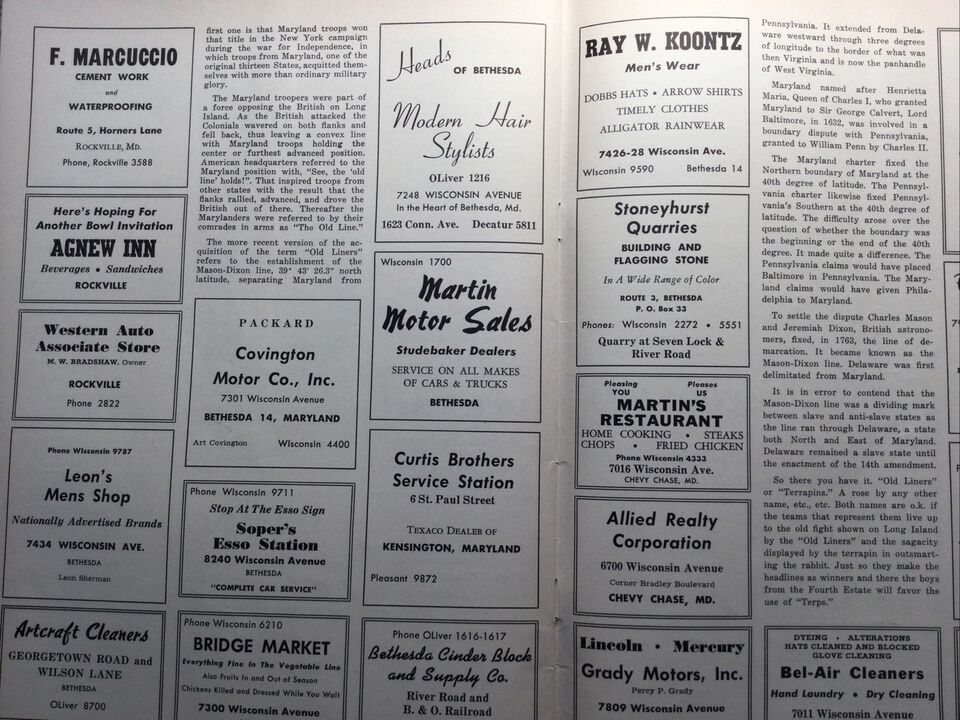 F. MARCUCCIO
CEMENT WORK
and
WATERPROOFING
Route 5, Horners Lane
ROCKVILLE, MD.
Phone, Rockville 3588
Here's Hoping For
Another Bowl Invitation
AGNEW INN
Beverages • Sandwiches
ROCKVILLE
Western Auto
Associate Store
M. W. BRADSHAW, Owner
ROCKVILLE
Phone 2822
Phone WIsconsin 9787
Leon's
Mens Shop
Nationally Advertised Brands
7434 WISCONSIN AVE.
BETHESDA
Leon Sherman
Artcraft Cleaners
GEORGETOWN ROAD and
WILSON LANE
BETHESDA
OLiver 8700
first one is that Maryland troops won
that title in the New York campaign
during the war for Independence, in
which troops from Maryland, one of the
original thirteen States, acquitted them-
selves with more than ordinary military
glory.
The Maryland troopers were part of
a force opposing the British on Long
Island. As the British attacked the
Colonials wavered on both flanks and
fell back, thus leaving a convex line
with Maryland troops holding the
center or furthest advanced position.
American headquarters referred to the
Maryland position with, "See, the 'old
line' holds!". That inspired troops from
other states with the result that the
flanks rallied, advanced, and drove the
British out of there. Thereafter the
Marylanders were referred to by their
comrades in arms as "The Old Line."
The more recent version of the ac-
quisition of the term "Old Liners"
refers to the establishment of the
Mason-Dixon line, 39° 43' 26.3" north
latitude, separating Maryland from
PACKARD
Covington
Motor Co., Inc.
7301 Wisconsin Avenue
BETHESDA 14, MARYLAND
Art Covington WIsconsin 4400
Phone WIsconsin 9711
Stop At The Esso Sign
Soper's
Esso Station
8240 Wisconsin Avenue
BETHESDA
"COMPLETE CAR SERVICE"
Phone WIsconsin 6210
BRIDGE MARKET
Everything Fine In The Vegetable Line
Also Fruits In and Out of Season
Chickens Killed and Dressed While You Wait
7300 Wisconsin Avenue
Heads
OF BETHESDA
Modern Hair
Stylists
OLiver 1216
7248 WISCONSIN AVENUE
In the Heart of Bethesda, Md.
1623 Conn. Ave. Decatur 5811
WIsconsin 1700
Martin
Motor Sales
Studebaker Dealers
SERVICE ON ALL MAKES
OF CARS & TRUCKS
BETHESDA
Curtis Brothers
Service Station
6 St. Paul Street
TEXACO DEALER OF
KENSINGTON, MARYLAND
Pleasant 9872
Phone OLiver 1616-1617
Bethesda Cinder Block
and Supply Co.
River Road and
B. & O. Railroad
RAY W. KOONTZ
Men's Wear
DOBBS HATS • ARROW SHIRTS
TIMELY CLOTHES
ALLIGATOR RAINWEAR
7426-28 Wisconsin Ave.
WIsconsin 9590 Bethesda 14
Stoneyhurst
Quarries
BUILDING AND
FLAGGING STONE
In A Wide Range of Color
ROUTE 3, BETHESDA
P. O. Box 33
Phones: WIsconsin 2272 • 5551
Quarry at Seven Lock &
River Road
Pleasing Pleases
YOU US
MARTIN'S
RESTAURANT
HOME COOKING • STEAKS
CHOPS • FRIED CHICKEN
Phone WIsconsin 4333
7016 Wisconsin Ave.
CHEVY CHASE, MD.
Allied Realty
Corporation
6700 Wisconsin Avenue
Corner Bradley Boulevard
CHEVY CHASE, MD.
Lincoln • Mercury
Grady Motors, Inc.
Percy P. Grady
7809 Wisconsin Avenue
Pennsylvania. It extended from Dela-
ware westward through three degrees
of longitude to the border of what was
then Virginia and is now the panhandle
of West Virginia.
Maryland named after Henrietta
Maria, Queen of Charles I, who granted
Maryland to Sir George Calvert, Lord
Baltimore, in 1632, was involved in a
boundary dispute with Pennsylvania,
granted to William Penn by Charles II.
The Maryland charter fixed the
Northern boundary of Maryland at the
40th degree of latitude. The Pennsyl-
vania charter likewise fixed Pennsyl-
vania's Southern at the 40th degree of
latitude. The difficulty arose over the
question of whether the boundary was
the beginning or the end of the 40th
degree. It made quite a difference. The
Pennsylvania claims would have placed
Baltimore in Pennsylvania. The Mary-
land claims would have given Phila-
delphia to Maryland.
To settle the dispute Charles Mason
and Jeremiah Dixon, British astrono-
mers, fixed, in 1763, the line of de-
marcation. It became known as the
Mason-Dixon line. Delaware was first
delimitated from Maryland.
It is in error to contend that the
Mason-Dixon line was a dividing mark
between slave and anti-slave states as
the line ran through Delaware, a state
both North and East of Maryland.
Delaware remained a slave state until
the enactment of the 14th amendment.
So there you have it. "Old Liners"
or "Terrapins." A rose by any other
name, etc., etc. Both names are o.k. if
the teams that represent them live up
to the old fight shown on Long Island
by the "Old Liners" and the sagacity
displayed by the terrapin in outsmart-
ing the rabbit. Just so they make the
headlines as winners and there the boys
from the Fourth Estate will favor the
use of "Terps."
DYEING • ALTERATIONS
HATS CLEANED AND BLOCKED
GLOVE CLEANING
Bel-Air Cleaners
Hand Laundry • Dry Cleaning
7011 Wisconsin Avenue